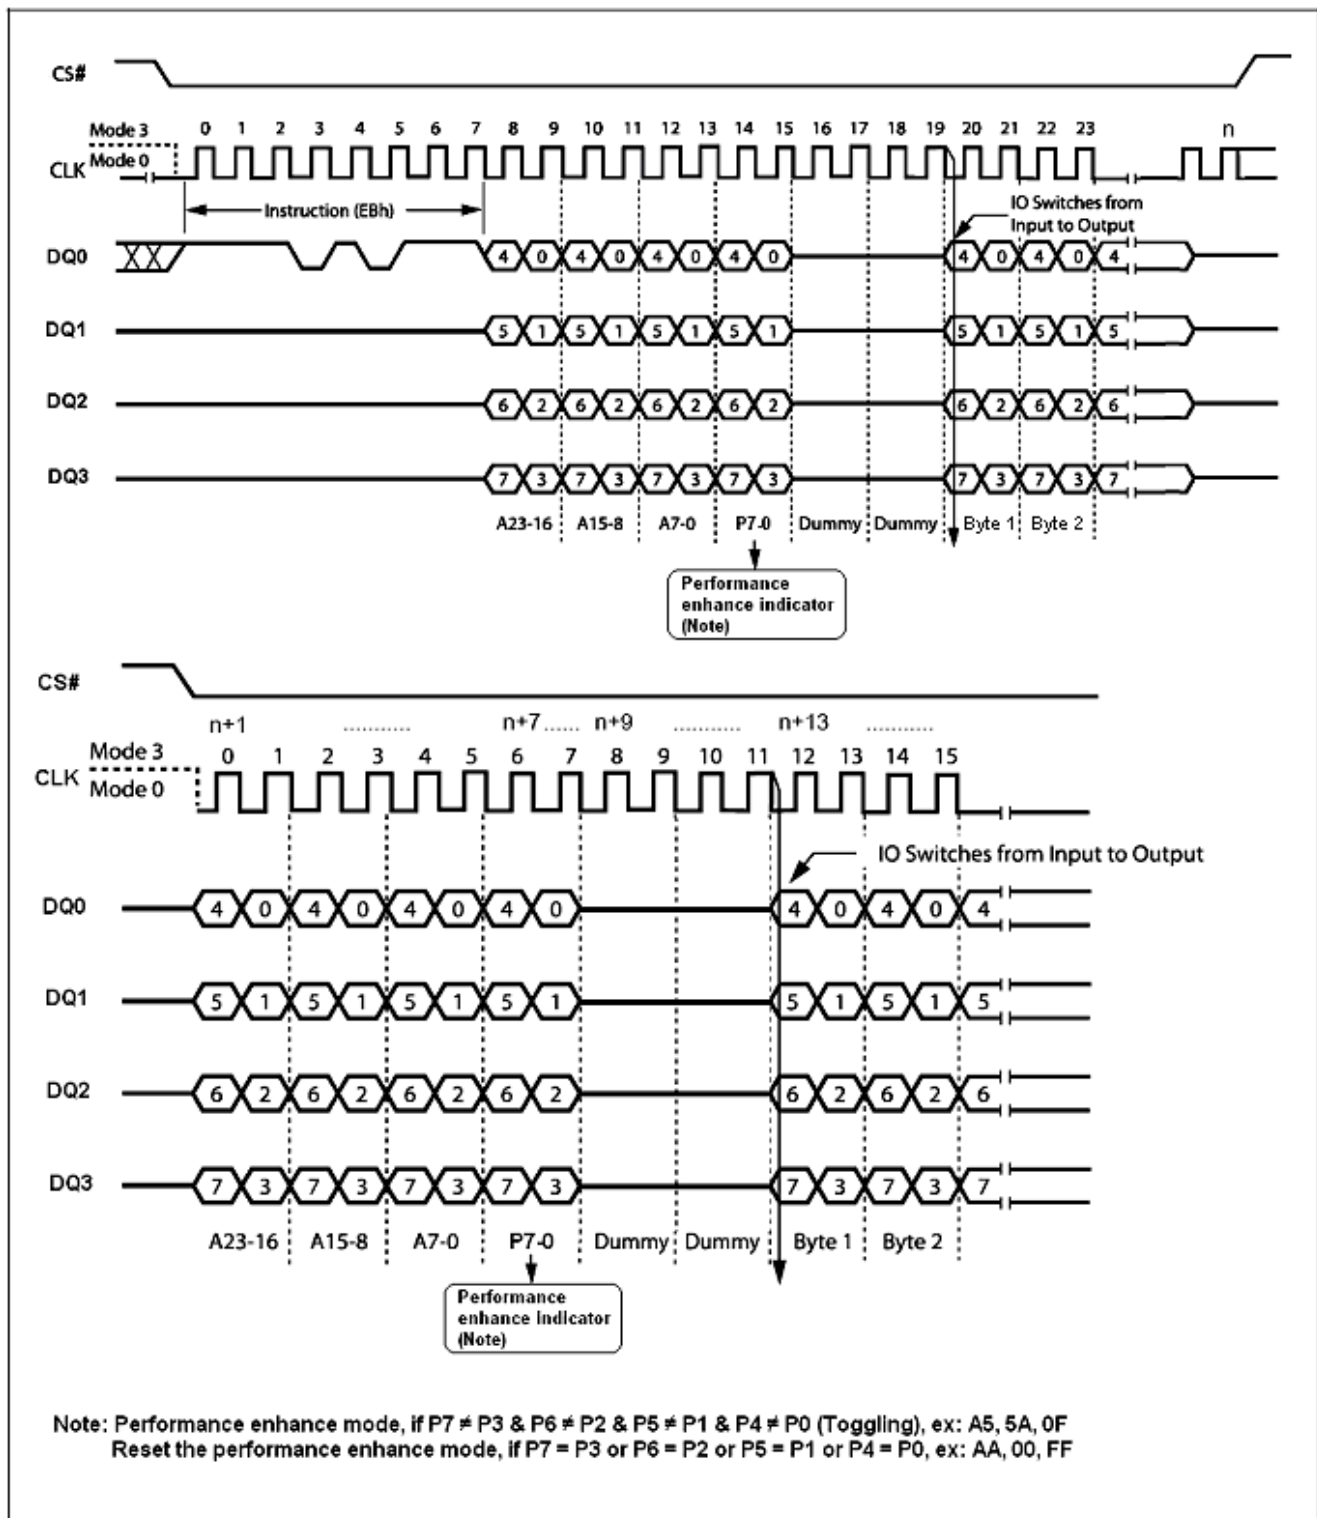 CS#
Mode 3
0 1 2 3 4 5 6 7 8 9 10 11 12 13 14 15 16 17 18 19 20 21 22 23 n
Mode 0
CLK
Instruction (EBh)
IO Switches from
Input to Output
DQ0 4 0 4 0 4 0 4 0 4 0 4 0 4
DQ1 5 1 5 1 5 1 5 1 5 1 5 1 5
DQ2 6 2 6 2 6 2 6 2 6 2 6 2 6
DQ3 7 3 7 3 7 3 7 3 7 3 7 3 7
A23-16 A15-8 A7-0 P7-0 Dummy Dummy Byte 1 Byte 2
Performance
enhance indicator
(Note)
CS#
n+1 ........... n+7 ...... n+9 ........... n+13 ...........
Mode 3
0 1 2 3 4 5 6 7 8 9 10 11 12 13 14 15
CLK
Mode 0
IO Switches from Input to Output
DQ0 4 0 4 0 4 0 4 0 4 0 4 0 4
DQ1 5 1 5 1 5 1 5 1 5 1 5 1 5
DQ2 6 2 6 2 6 2 6 2 6 2 6 2 6
DQ3 7 3 7 3 7 3 7 3 7 3 7 3 7
A23-16 A15-8 A7-0 P7-0 Dummy Dummy Byte 1 Byte 2
Performance
enhance indicator
(Note)
Note: Performance enhance mode, if P7 ≠ P3 & P6 ≠ P2 & P5 ≠ P1 & P4 ≠ P0 (Toggling), ex: A5, 5A, 0F
Reset the performance enhance mode, if P7 = P3 or P6 = P2 or P5 = P1 or P4 = P0, ex: AA, 00, FF